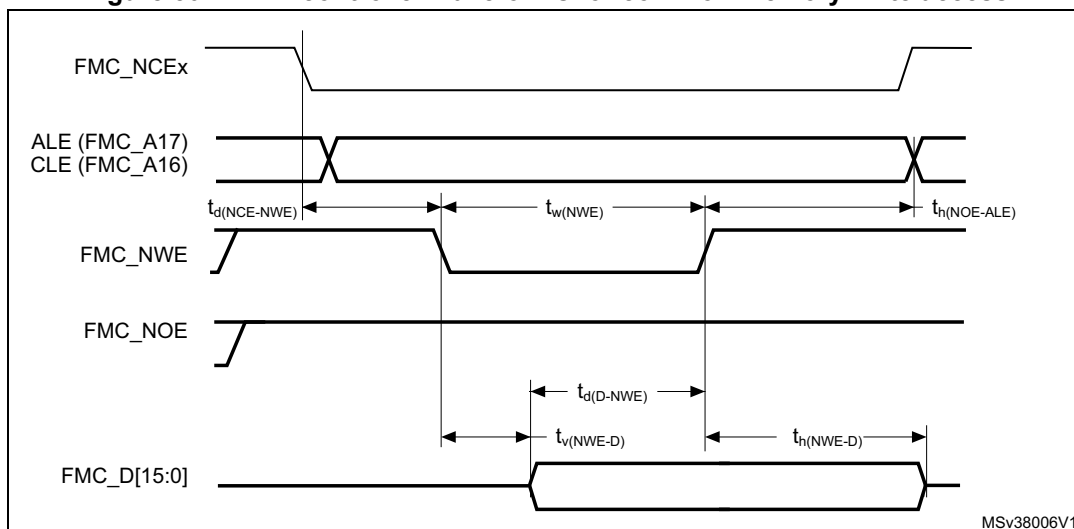 FMC_NCEx
ALE (FMC_A17)
CLE (FMC_A16)
td(NCE-NWE)
tw(NWE)
th(NOE-ALE)
FMC_NWE
FMC_NOE
td(D-NWE)
tv(NWE-D)
th(NWE-D)
FMC_D[15:0]
MSv38006V1